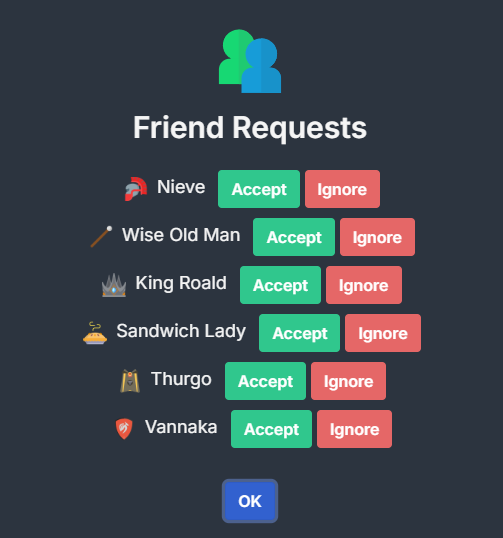 Friend Requests
Nieve Accept Ignore
Wise Old Man Accept Ignore
King Roald Accept Ignore
Sandwich Lady Accept Ignore
Thurgo Accept Ignore
Vannaka Accept Ignore
OK